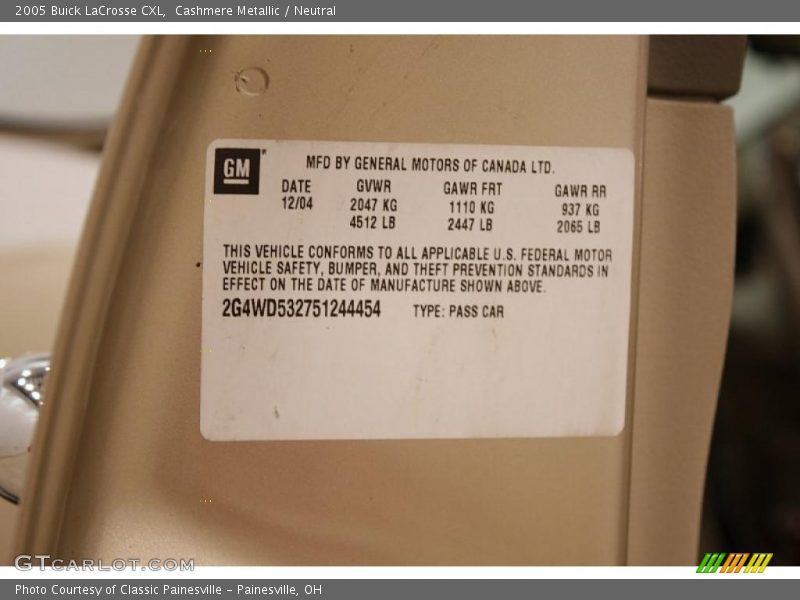 2005 Buick LaCrosse CXL, Cashmere Metallic / Neutral
GM
MFD BY GENERAL MOTORS OF CANADA LTD.
DATE GVWR GAWR FRT GAWR RR
12/04 2047 KG 1110 KG 937 KG
4512 LB 2447 LB 2065 LB
THIS VEHICLE CONFORMS TO ALL APPLICABLE U.S. FEDERAL MOTOR
VEHICLE SAFETY, BUMPER, AND THEFT PREVENTION STANDARDS IN
EFFECT ON THE DATE OF MANUFACTURE SHOWN ABOVE.
2G4WD532751244454 TYPE: PASS CAR
GTCARLOT.COM
Photo Courtesy of Classic Painesville - Painesville, OH